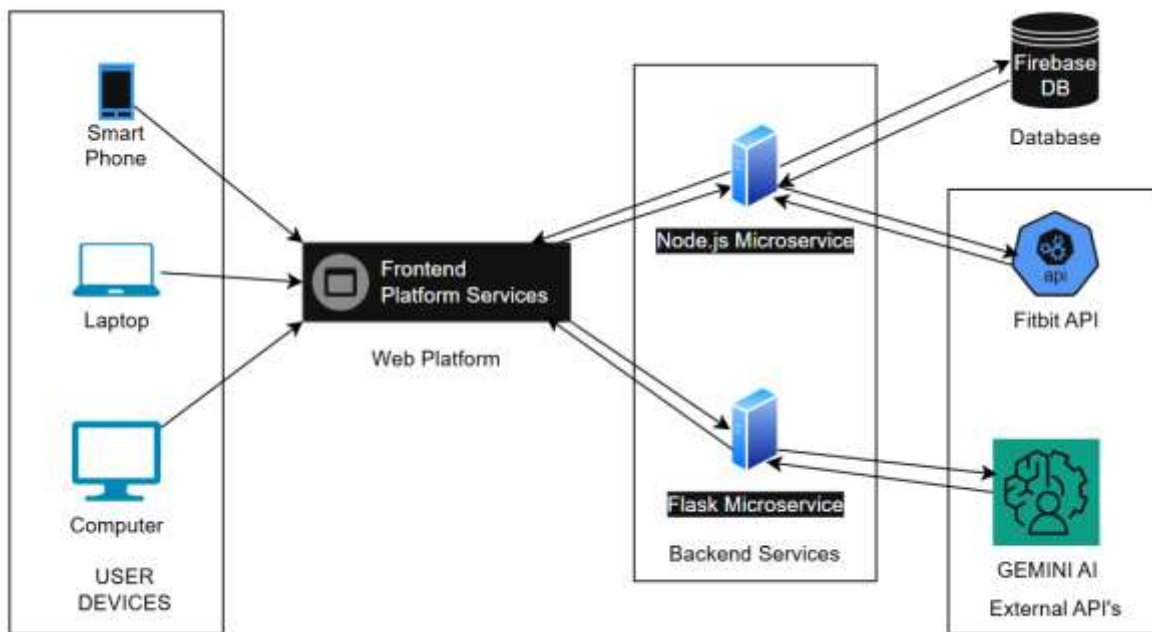 Smart
Phone
Laptop
Computer
USER
DEVICES
Frontend
Platform Services
Web Platform
Node.js Microservice
Flask Microservice
Backend Services
Firebase
DB
Database
api
Fitbit API
GEMINI AI
External API's